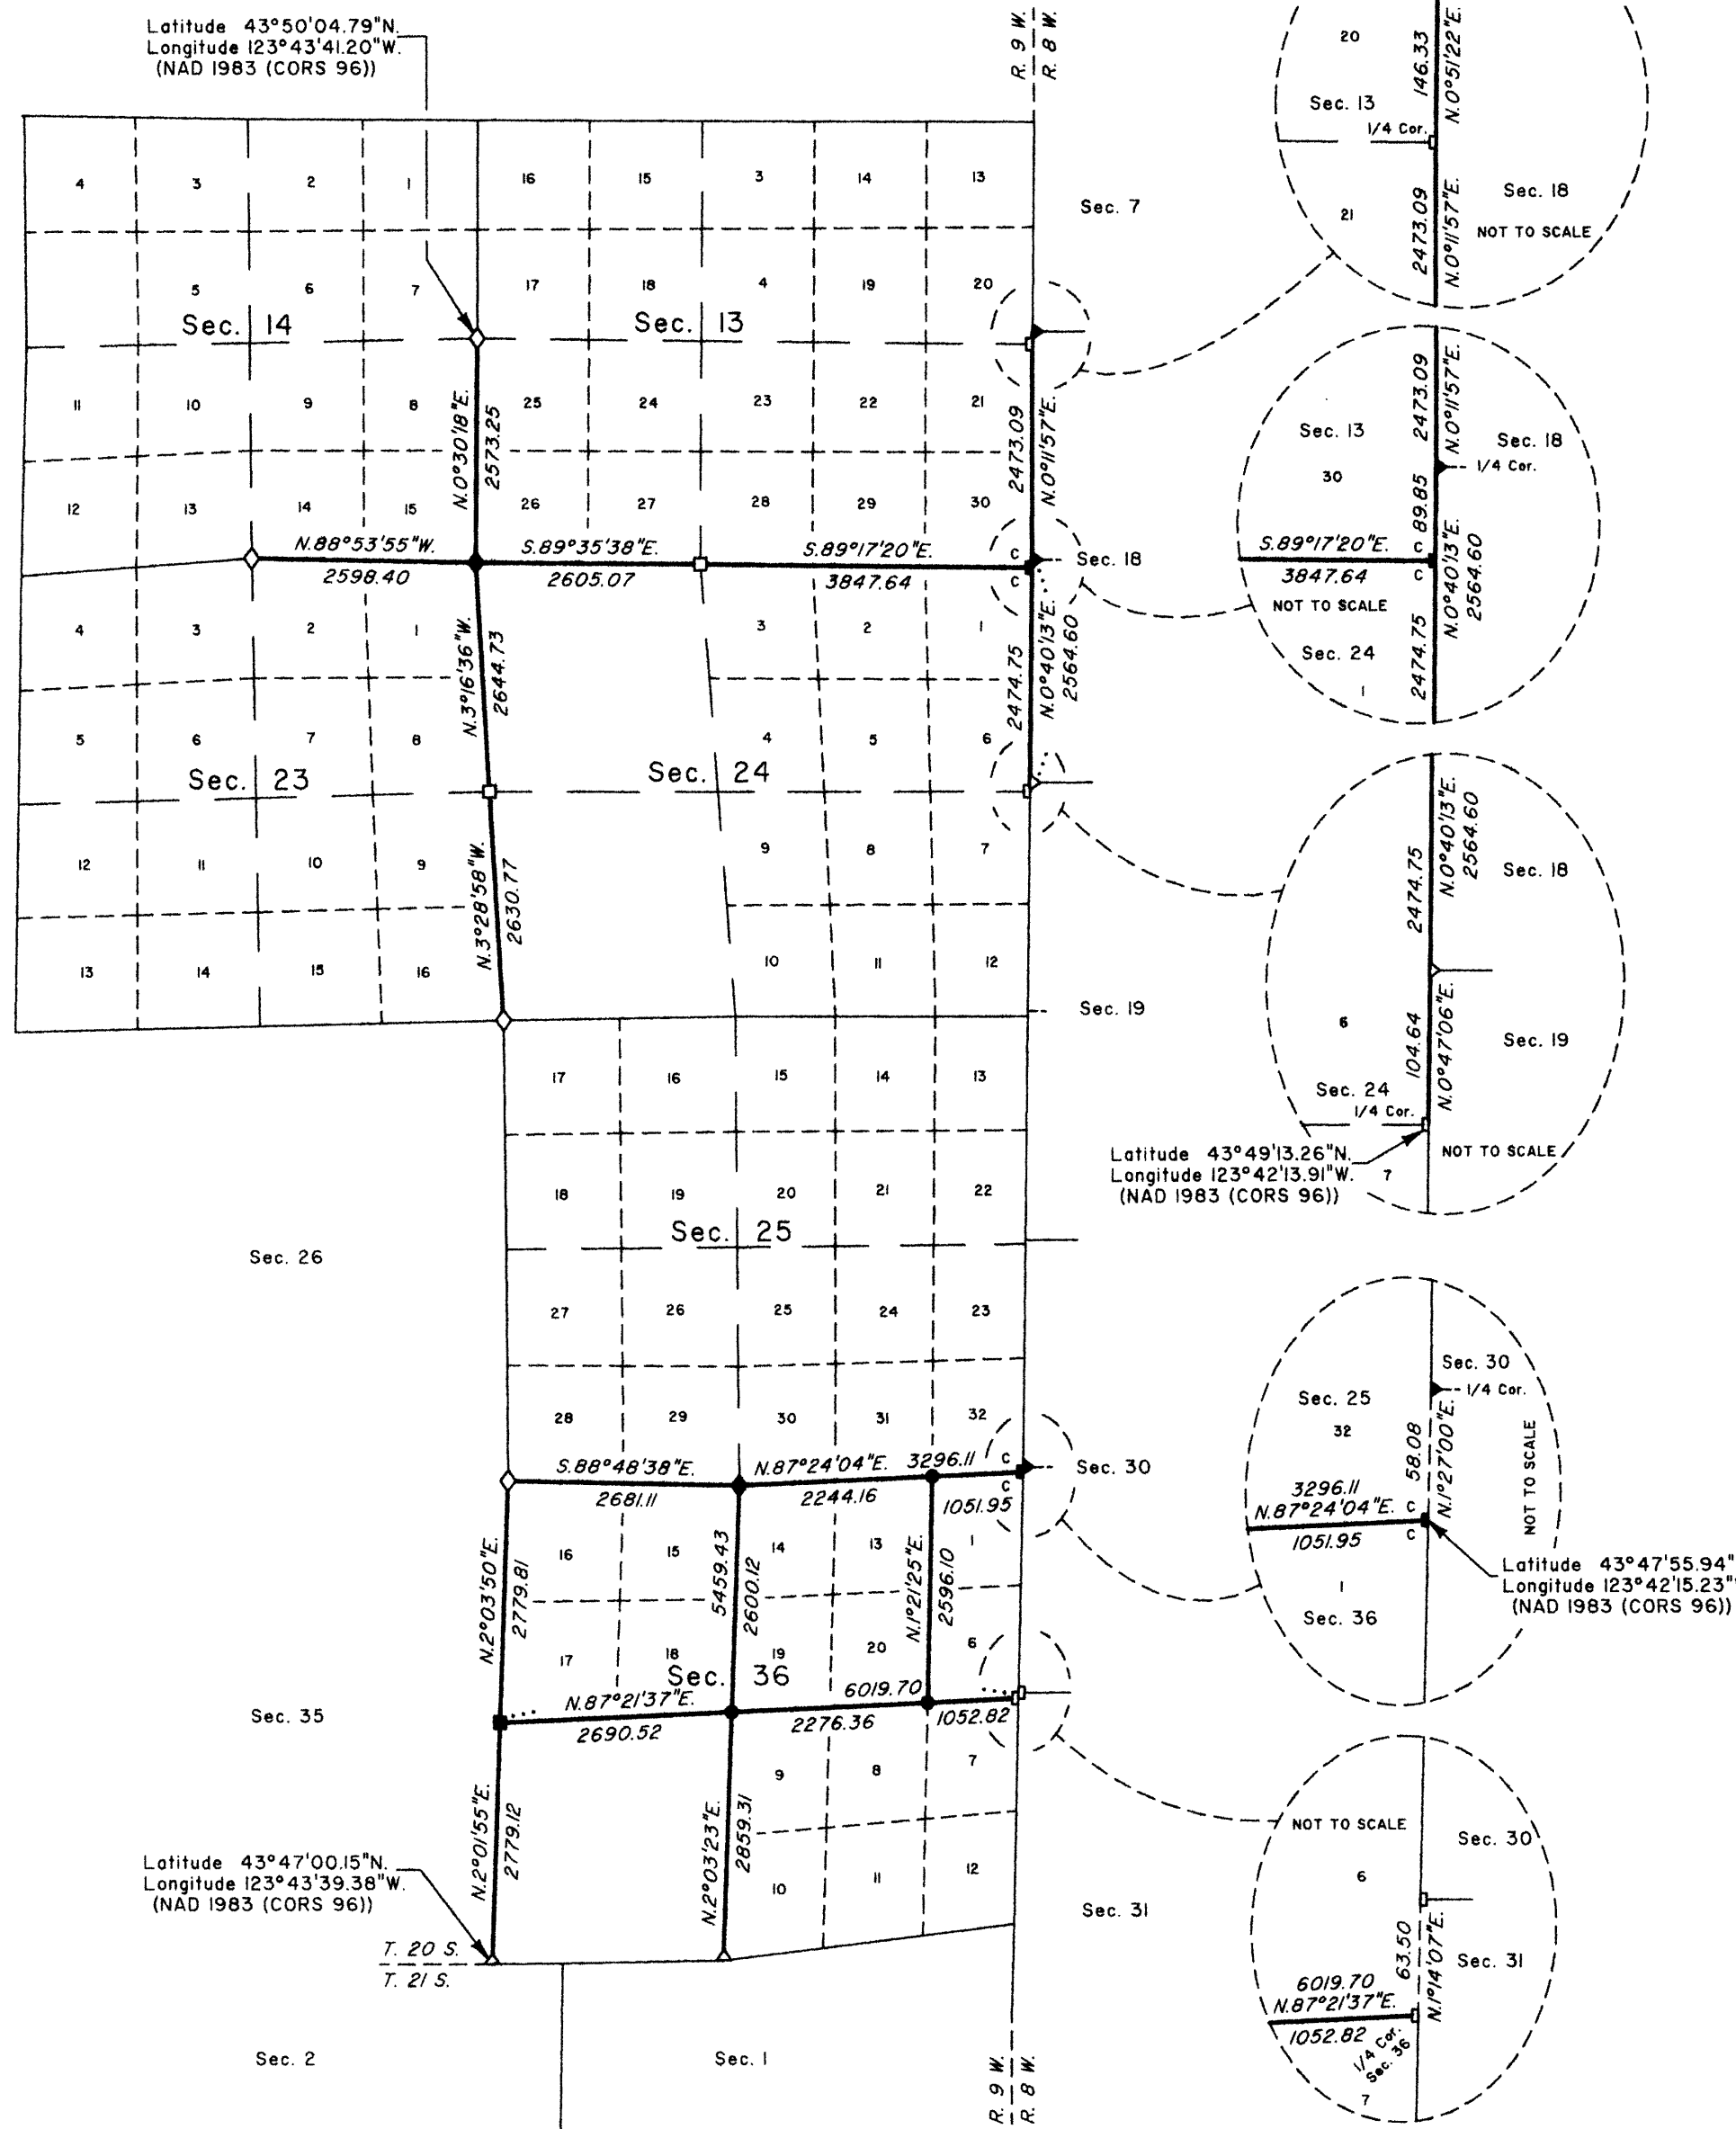 Latitude 43°50'04.79"N.
Longitude 123°43'41.20"W.
(NAD 1983 (CORS 96))
R. 9 W.
R. 8 W.
4 3 2 1 16 15 3 14 13
Sec. 7
5 6 7 17 18 4 19 20
Sec. 14
Sec. 13
11 10 9 8 25 24 23 22 21
N.0°30'18"E.
2573.25
2473.09
N.0°11'57"E.
12 13 14 15 26 27 28 29 30
N.88°53'55"W.
2598.40
S.89°35'38"E.
2605.07
S.89°17'20"E.
3847.64
C
C
Sec. 18
4 3 2 1 3 2 1
N.3°16'36"W.
2644.73
2474.75
N.0°40'13"E.
2564.60
5 6 7 8 4 5 6
Sec. 23
Sec. 24
12 11 10 9 9 8 7
N.3°28'58"W.
2630.77
13 14 15 16 10 11 12
Sec. 19
17 16 15 14 13
18 19 20 21 22
Sec. 25
Sec. 26
27 26 25 24 23
28 29 30 31 32
S.88°48'38"E.
2681.11
N.87°24'04"E.
3296.11
2244.16
1051.95
C
C
Sec. 30
16 15 14 13 1
N.2°03'50"E.
2779.81
5459.43
2600.12
N.1°21'25"E.
2596.10
17 18 19 20 6
Sec. 36
Sec. 35
N.87°21'37"E.
2690.52
6019.70
2276.36
1052.82
9 8 7
N.2°01'55"E.
2779.12
N.2°03'23"E.
2859.31
10 11 12
Latitude 43°47'00.15"N.
Longitude 123°43'39.38"W.
(NAD 1983 (CORS 96))
Sec. 31
T. 20 S.
T. 21 S.
Sec. 2
Sec. 1
R. 9 W.
R. 8 W.
20
146.33
N.0°51'22"E.
Sec. 13
1/4 Cor.
21
2473.09
N.0°11'57"E.
Sec. 18
NOT TO SCALE
2473.09
N.0°11'57"E.
Sec. 13
Sec. 18
1/4 Cor.
30
89.85
S.89°17'20"E.
3847.64
C
C
N.0°40'13"E.
2564.60
NOT TO SCALE
Sec. 24
1
2474.75
N.0°40'13"E.
2564.60
2474.75
Sec. 18
6
104.64
N.0°47'06"E.
Sec. 19
Sec. 24
1/4 Cor.
NOT TO SCALE
7
Latitude 43°49'13.26"N.
Longitude 123°42'13.91"W.
(NAD 1983 (CORS 96))
Sec. 30
1/4 Cor.
Sec. 25
32
58.08
N.1°27'00"E.
NOT TO SCALE
3296.11
N.87°24'04"E.
1051.95
C
C
1
Sec. 36
Latitude 43°47'55.94"
Longitude 123°42'15.23"
(NAD 1983 (CORS 96))
NOT TO SCALE
Sec. 30
6
63.50
N.1°14'07"E.
Sec. 31
6019.70
N.87°21'37"E.
1052.82
1/4 Cor.
Sec. 36
7